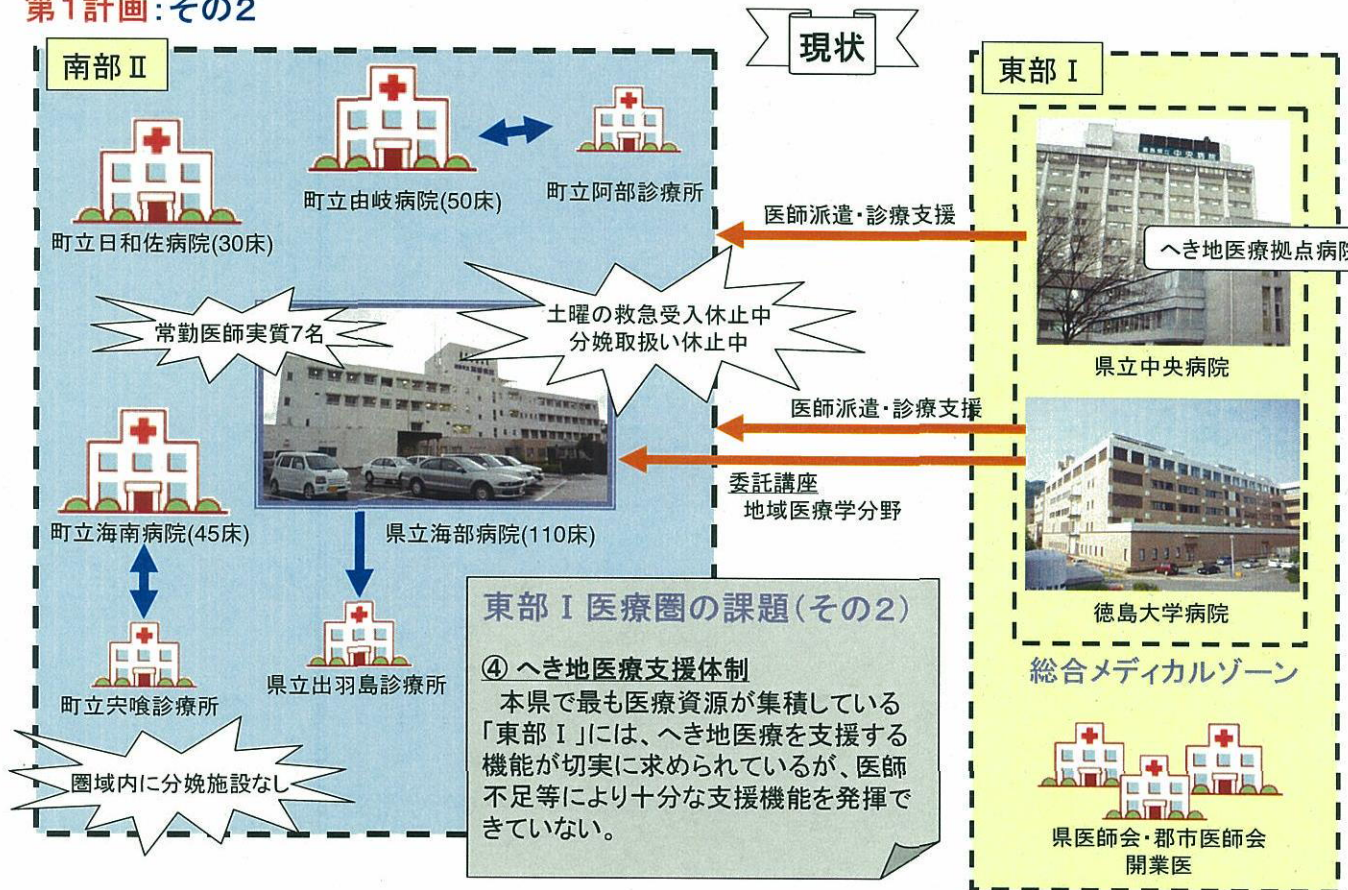 第1計画:その2
現状
南部Ⅱ
町立日和佐病院(30床)
町立由岐病院(50床)
町立阿部診療所
常勤医師実質7名
土曜の救急受入休止中
分娩取扱い休止中
町立海南病院(45床)
県立海部病院(110床)
町立宍喰診療所
県立出羽島診療所
圏域内に分娩施設なし
医師派遣・診療支援
医師派遣・診療支援
委託講座
地域医療学分野
東部Ⅰ医療圏の課題(その2)
④ へき地医療支援体制
本県で最も医療資源が集積している
「東部Ⅰ」には、へき地医療を支援する
機能が切実に求められているが、医師
不足等により十分な支援機能を発揮で
きていない。
東部Ⅰ
へき地医療拠点病院
県立中央病院
徳島大学病院
総合メディカルゾーン
県医師会・郡市医師会
開業医